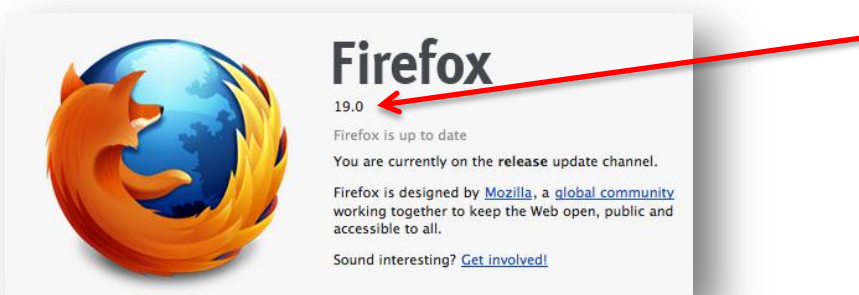 Firefox
19.0
Firefox is up to date
You are currently on the release update channel.
Firefox is designed by Mozilla, a global community
working together to keep the Web open, public and
accessible to all.
Sound interesting? Get involved!